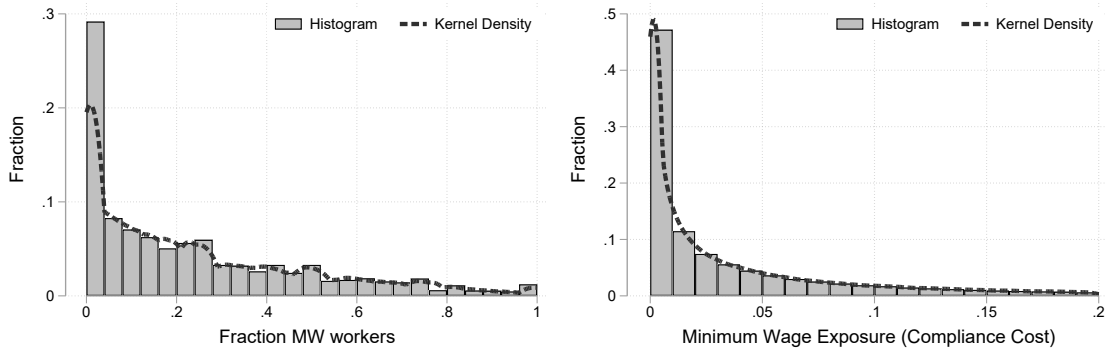 Histogram Kernel Density
Fraction
.3
.2
.1
0
0 .2 .4 .6 .8 1
Fraction MW workers
Histogram Kernel Density
Fraction
.5
.4
.3
.2
.1
0
0 .05 .1 .15 .2
Minimum Wage Exposure (Compliance Cost)